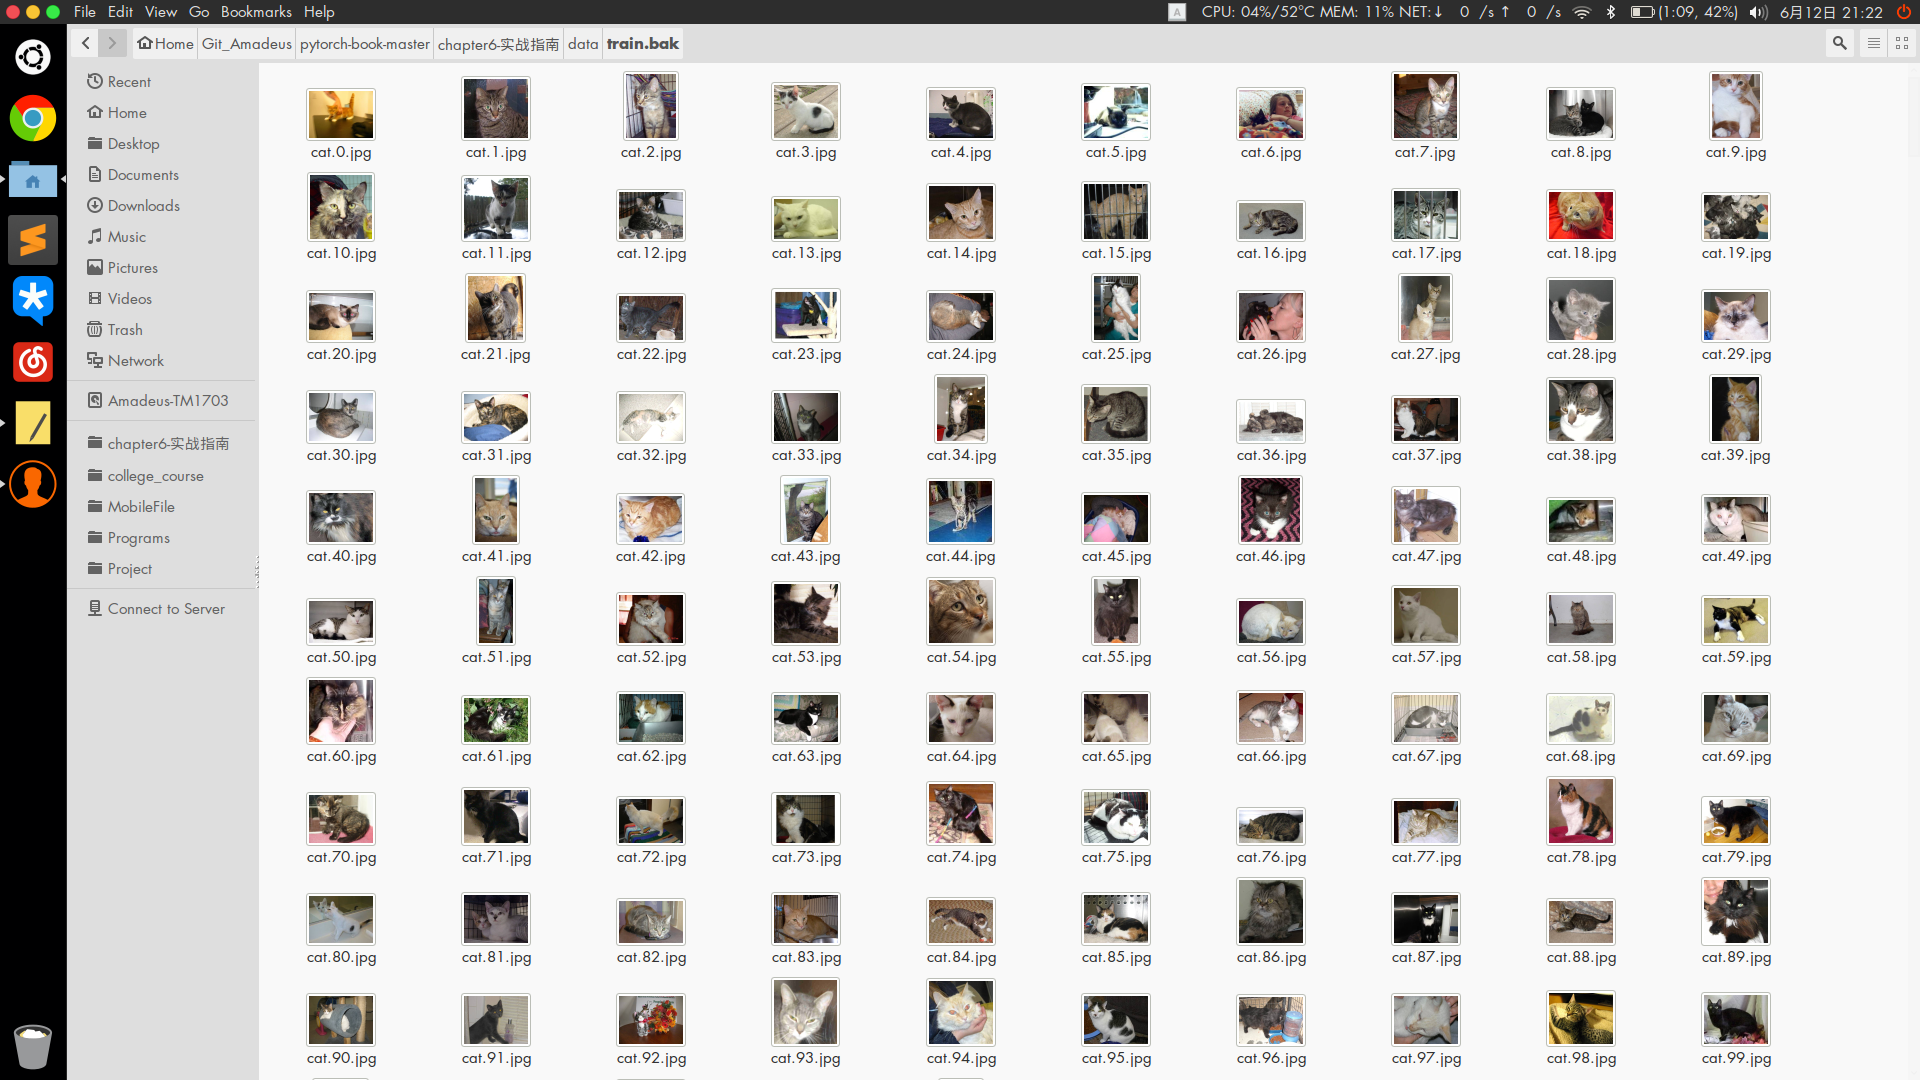 File Edit View Go Bookmarks Help
A CPU: 04%/52°C MEM: 11% NET:↓ 0 /s ↑ 0 /s (1:09, 42%) 6月12日 21:22
Home Git_Amadeus pytorch-book-master chapter6-实战指南 data train.bak
Recent
Home
Desktop
Documents
Downloads
Music
Pictures
Videos
Trash
Network
Amadeus-TM1703
chapter6-实战指南
college_course
MobileFile
Programs
Project
Connect to Server
cat.0.jpg cat.1.jpg cat.2.jpg cat.3.jpg cat.4.jpg cat.5.jpg cat.6.jpg cat.7.jpg cat.8.jpg cat.9.jpg
cat.10.jpg cat.11.jpg cat.12.jpg cat.13.jpg cat.14.jpg cat.15.jpg cat.16.jpg cat.17.jpg cat.18.jpg cat.19.jpg
cat.20.jpg cat.21.jpg cat.22.jpg cat.23.jpg cat.24.jpg cat.25.jpg cat.26.jpg cat.27.jpg cat.28.jpg cat.29.jpg
cat.30.jpg cat.31.jpg cat.32.jpg cat.33.jpg cat.34.jpg cat.35.jpg cat.36.jpg cat.37.jpg cat.38.jpg cat.39.jpg
cat.40.jpg cat.41.jpg cat.42.jpg cat.43.jpg cat.44.jpg cat.45.jpg cat.46.jpg cat.47.jpg cat.48.jpg cat.49.jpg
cat.50.jpg cat.51.jpg cat.52.jpg cat.53.jpg cat.54.jpg cat.55.jpg cat.56.jpg cat.57.jpg cat.58.jpg cat.59.jpg
cat.60.jpg cat.61.jpg cat.62.jpg cat.63.jpg cat.64.jpg cat.65.jpg cat.66.jpg cat.67.jpg cat.68.jpg cat.69.jpg
cat.70.jpg cat.71.jpg cat.72.jpg cat.73.jpg cat.74.jpg cat.75.jpg cat.76.jpg cat.77.jpg cat.78.jpg cat.79.jpg
cat.80.jpg cat.81.jpg cat.82.jpg cat.83.jpg cat.84.jpg cat.85.jpg cat.86.jpg cat.87.jpg cat.88.jpg cat.89.jpg
cat.90.jpg cat.91.jpg cat.92.jpg cat.93.jpg cat.94.jpg cat.95.jpg cat.96.jpg cat.97.jpg cat.98.jpg cat.99.jpg